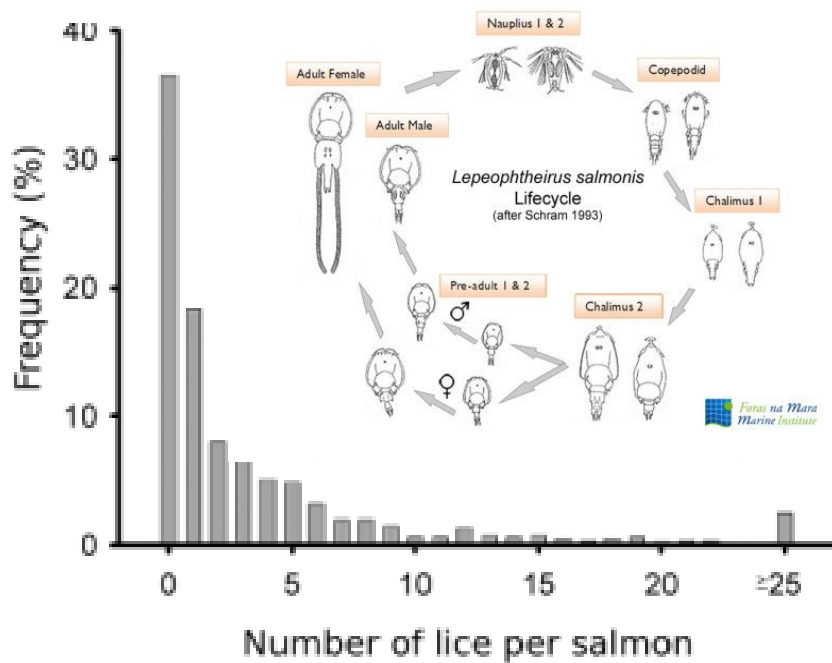 Frequency (%)
40
30
20
10
0
0
5
10
15
20
≥25
Number of lice per salmon
Nauplius 1 & 2
Adult Female
Copepodid
Adult Male
Lepeophtheirus salmonis
Lifecycle
(after Schram 1993)
Chalimus 1
Pre-adult 1 & 2
♂
Chalimus 2
♀
Foras na Mara
Marine Institute